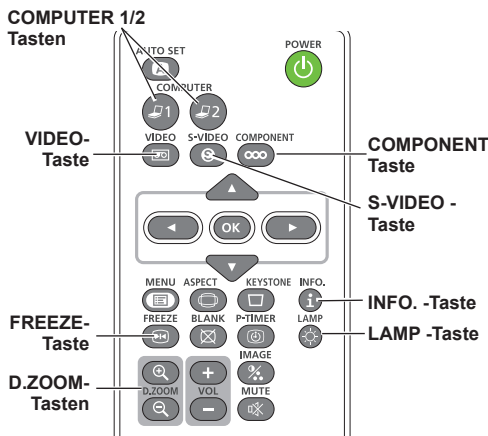 COMPUTER 1/2
Tasten
AUTO SET
POWER
COMPUTER
1 2
VIDEO-
Taste
VIDEO S-VIDEO COMPONENT
S
COMPONENT
Taste
S-VIDEO -
Taste
OK
MENU ASPECT KEYSTONE INFO.
i
INFO. -Taste
FREEZE-
Taste
FREEZE BLANK P-TIMER LAMP
LAMP -Taste
IMAGE
D.ZOOM-
Tasten
+
D.ZOOM VOL MUTE
−